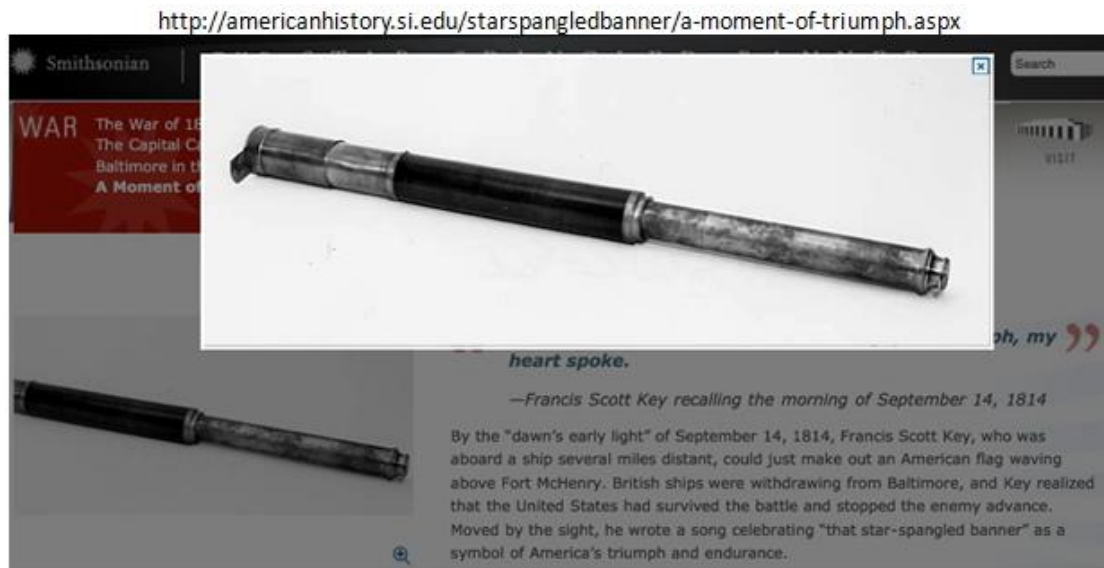 http://americanhistory.si.edu/starspangledbanner/a-moment-of-triumph.aspx
Smithsonian
Search
WAR
The War of 18
The Capital Ca
Baltimore in th
A Moment of
VISIT
ph, my ”
heart spoke.
—Francis Scott Key recalling the morning of September 14, 1814
By the “dawn’s early light” of September 14, 1814, Francis Scott Key, who was
aboard a ship several miles distant, could just make out an American flag waving
above Fort McHenry. British ships were withdrawing from Baltimore, and Key realized
that the United States had survived the battle and stopped the enemy advance.
Moved by the sight, he wrote a song celebrating “that star-spangled banner” as a
symbol of America’s triumph and endurance.